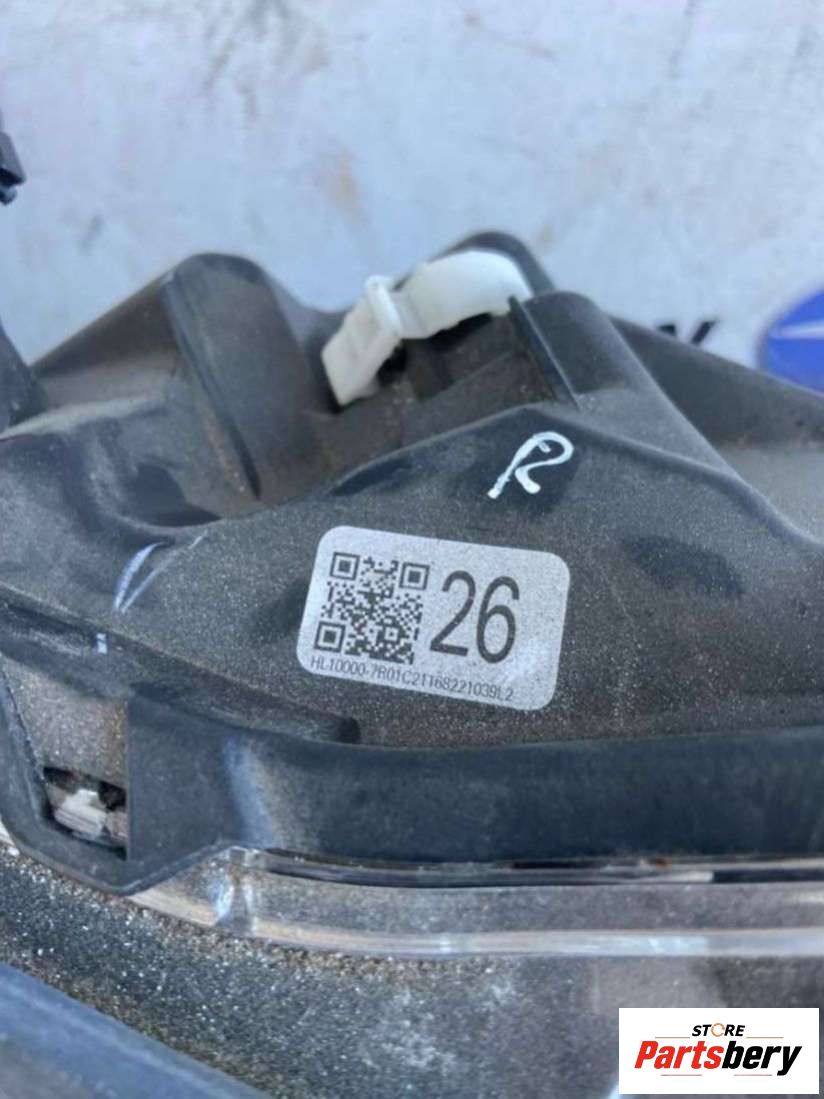 R
26
HL10000-7R01C21168221039L2
STORE
Partsbery